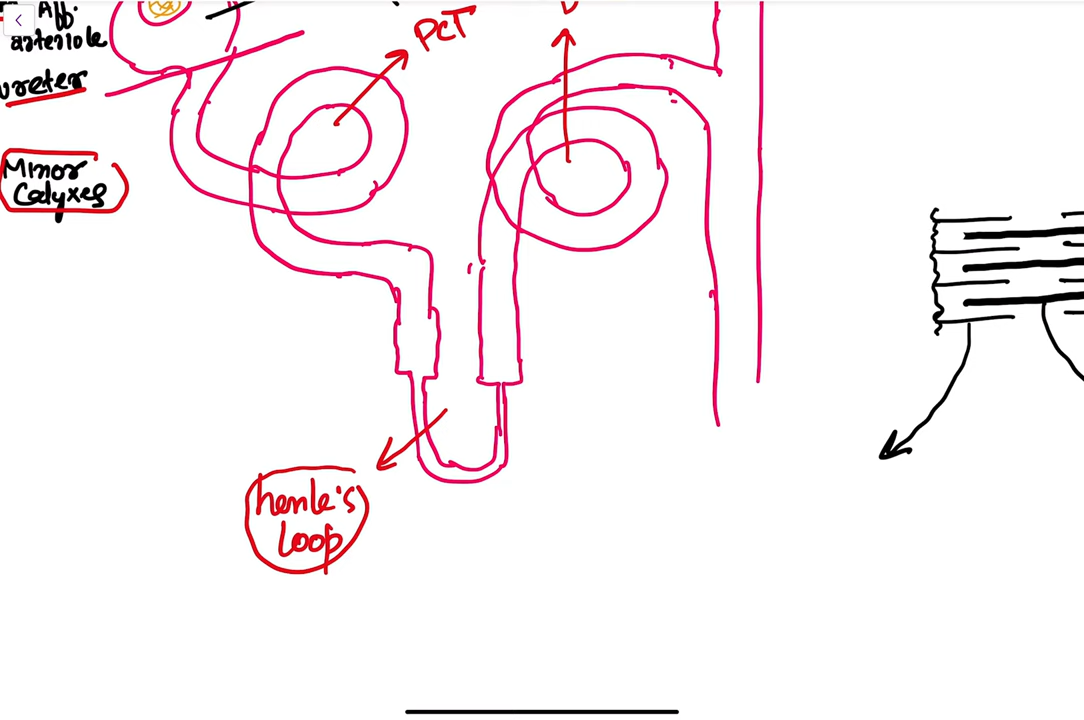 Aff.
arteriole
ureter
PCT
Minor
Calyxes
henle's
loop